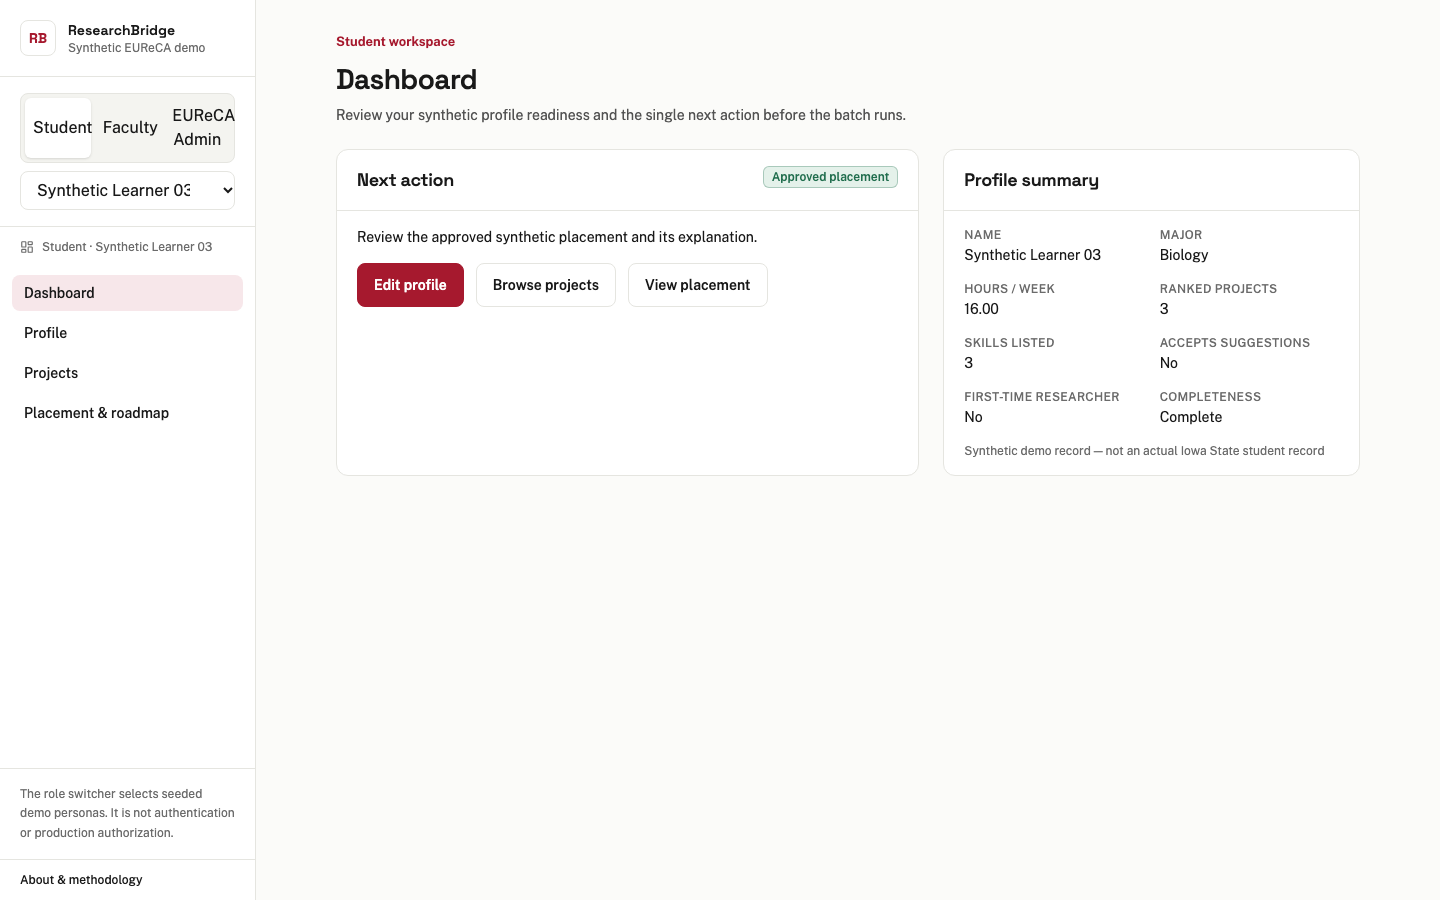 RB
ResearchBridge
Synthetic EUReCA demo
Student
Faculty
EUReCA
Admin
Synthetic Learner 03
Student · Synthetic Learner 03
Dashboard
Profile
Projects
Placement & roadmap
The role switcher selects seeded
demo personas. It is not authentication
or production authorization.
About & methodology
Student workspace
Dashboard
Review your synthetic profile readiness and the single next action before the batch runs.
Next action
Approved placement
Review the approved synthetic placement and its explanation.
Edit profile
Browse projects
View placement
Profile summary
NAME
Synthetic Learner 03
MAJOR
Biology
HOURS / WEEK
16.00
RANKED PROJECTS
3
SKILLS LISTED
3
ACCEPTS SUGGESTIONS
No
FIRST-TIME RESEARCHER
No
COMPLETENESS
Complete
Synthetic demo record — not an actual Iowa State student record